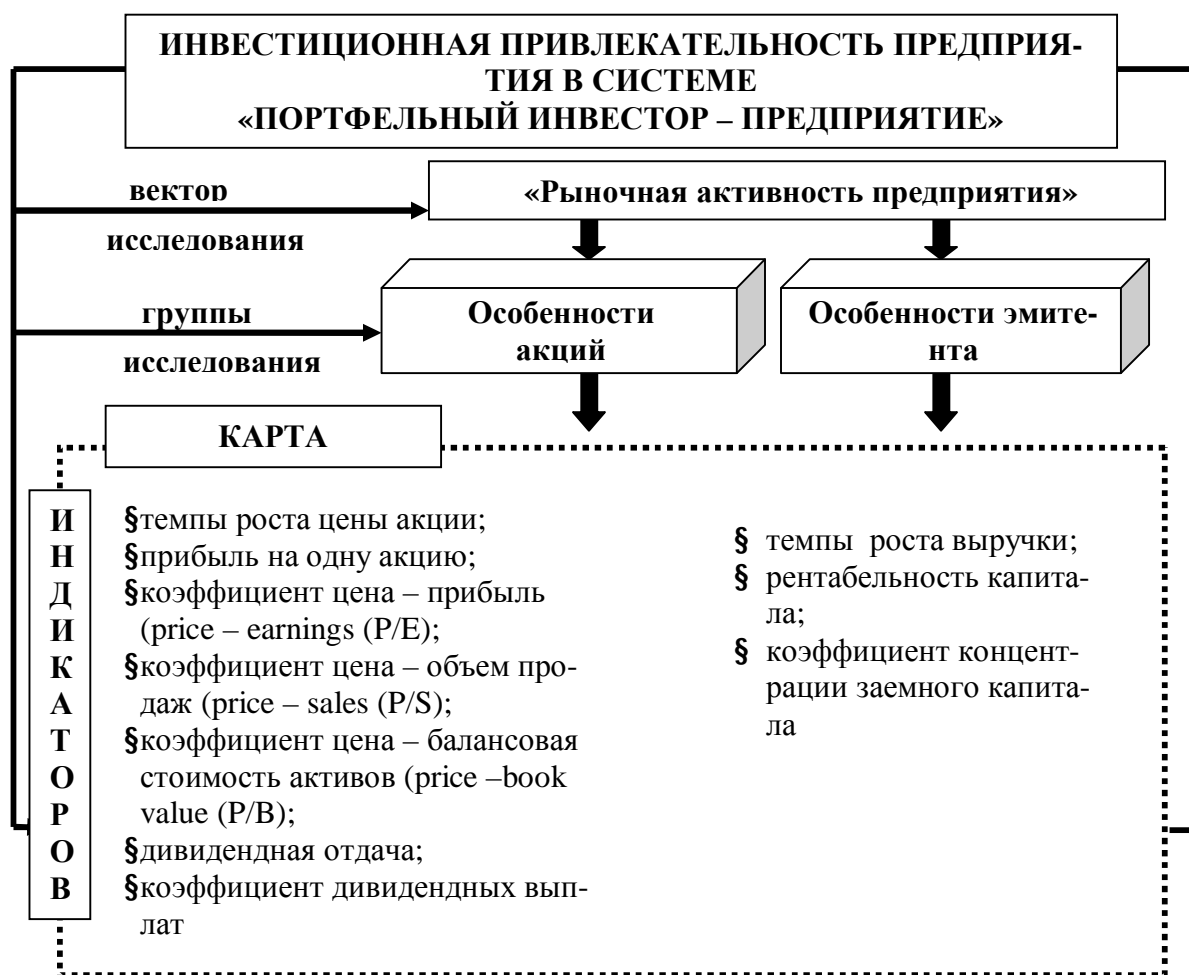 ИНВЕСТИЦИОННАЯ ПРИВЛЕКАТЕЛЬНОСТЬ ПРЕДПРИЯ-
ТИЯ В СИСТЕМЕ
«ПОРТФЕЛЬНЫЙ ИНВЕСТОР – ПРЕДПРИЯТИЕ»
вектор
исследования
«Рыночная активность предприятия»
группы
исследования
Особенности
акций
Особенности эмите-
нта
КАРТА
И
Н
Д
И
К
А
Т
О
Р
О
В
§темпы роста цены акции;
§прибыль на одну акцию;
§коэффициент цена – прибыль
(price – earnings (P/E);
§коэффициент цена – объем про-
даж (price – sales (P/S);
§коэффициент цена – балансовая
стоимость активов (price –book
value (P/B);
§дивидендная отдача;
§коэффициент дивидендных вып-
лат
§ темпы роста выручки;
§ рентабельность капита-
ла;
§ коэффициент концент-
рации заемного капита-
ла